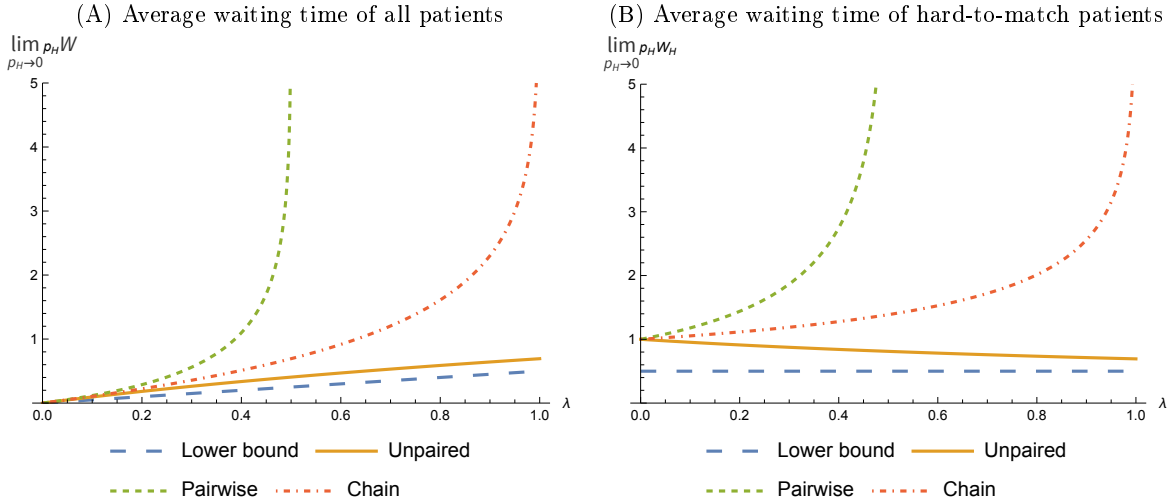 (A) Average waiting time of all patients
lim p_H W
p_H→0
5
4
3
2
1
0.0 0.2 0.4 0.6 0.8 1.0 λ
Lower bound Unpaired
Pairwise Chain
(B) Average waiting time of hard-to-match patients
lim p_H W_H
p_H→0
5
4
3
2
1
0.0 0.2 0.4 0.6 0.8 1.0 λ
Lower bound Unpaired
Pairwise Chain